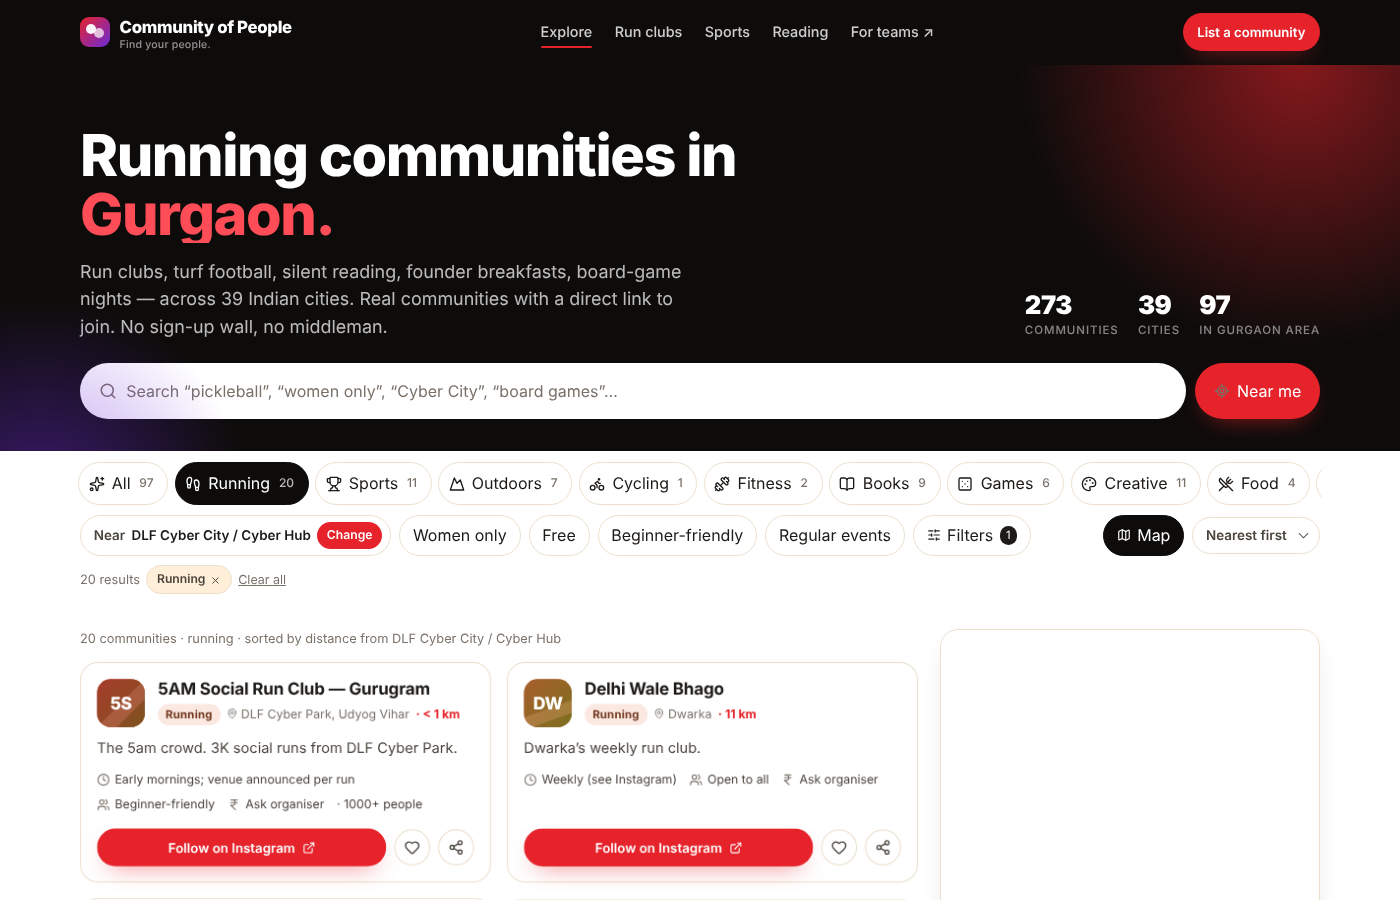 Community of People
Find your people.
Explore
Run clubs
Sports
Reading
For teams ↗
List a community
Running communities in
Gurgaon.
Run clubs, turf football, silent reading, founder breakfasts, board-game
nights — across 39 Indian cities. Real communities with a direct link to
join. No sign-up wall, no middleman.
273
COMMUNITIES
39
CITIES
97
IN GURGAON AREA
Search “pickleball”, “women only”, “Cyber City”, “board games”…
Near me
All 97
Running 20
Sports 11
Outdoors 7
Cycling 1
Fitness 2
Books 9
Games 6
Creative 11
Food 4
Near DLF Cyber City / Cyber Hub Change
Women only
Free
Beginner-friendly
Regular events
Filters 1
Map
Nearest first
20 results
Running ×
Clear all
20 communities · running · sorted by distance from DLF Cyber City / Cyber Hub
5S
5AM Social Run Club — Gurugram
Running DLF Cyber Park, Udyog Vihar · < 1 km
The 5am crowd. 3K social runs from DLF Cyber Park.
Early mornings; venue announced per run
Beginner-friendly ₹ Ask organiser · 1000+ people
Follow on Instagram
DW
Delhi Wale Bhago
Running Dwarka · 11 km
Dwarka’s weekly run club.
Weekly (see Instagram) Open to all ₹ Ask organiser
Follow on Instagram